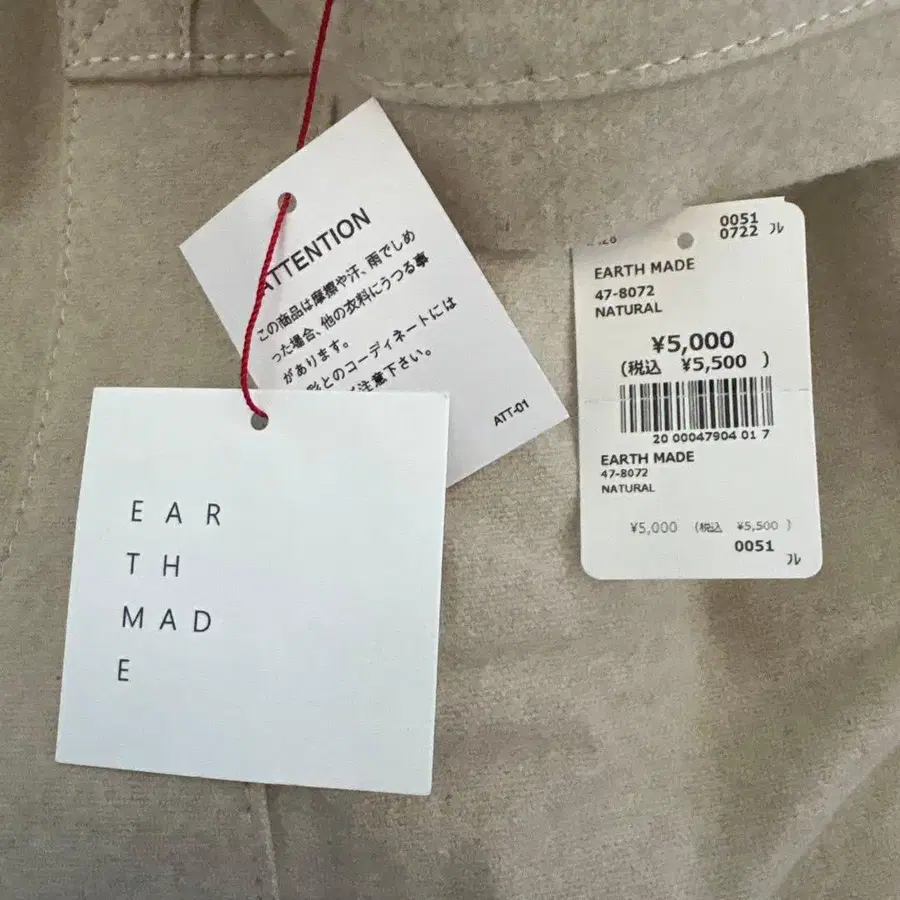 ATTENTION
この商品は摩擦や汗、雨でしめ
った場合、他の衣料にうつる事
があります。
とのコーディネートには
注意下さい。
ATT-01
E A R
T H
M A D
E
0051
0722 フレ
EARTH MADE
47-8072
NATURAL
¥5,000
(税込 ¥5,500 )
20 00047904 01 7
EARTH MADE
47-8072
NATURAL
¥5,000 (税込 ¥5,500 )
0051
フレ